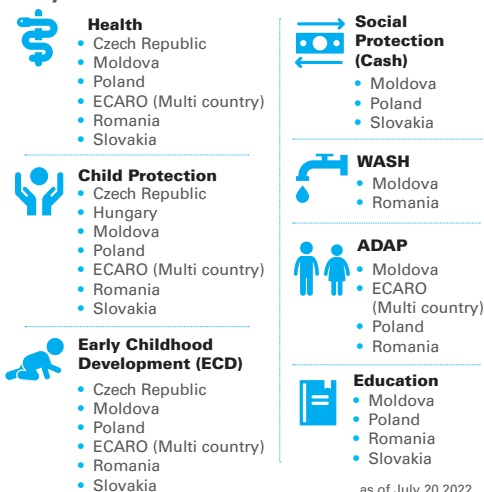 Health
• Czech Republic
• Moldova
• Poland
• ECARO (Multi country)
• Romania
• Slovakia
Child Protection
• Czech Republic
• Hungary
• Moldova
• Poland
• ECARO (Multi country)
• Romania
• Slovakia
Early Childhood
Development (ECD)
• Czech Republic
• Moldova
• Poland
• ECARO (Multi country)
• Romania
• Slovakia
Social
Protection
(Cash)
• Moldova
• Poland
• Slovakia
WASH
• Moldova
• Romania
ADAP
• Moldova
• ECARO
(Multi country)
• Poland
• Romania
Education
• Moldova
• Poland
• Romania
• Slovakia
as of July 20 2022